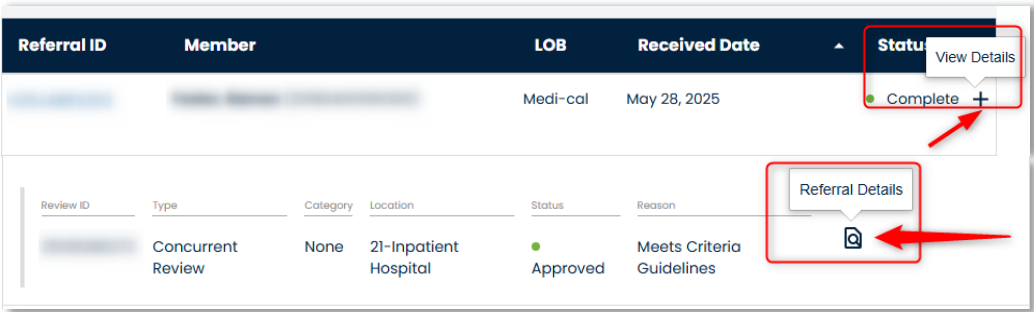 Referral ID Member LOB Received Date Statu
View Details
Medi-cal May 28, 2025 Complete
Referral Details
Review ID Type Category Location Status Reason
Concurrent None 21-Inpatient Meets Criteria
Review Hospital Approved Guidelines